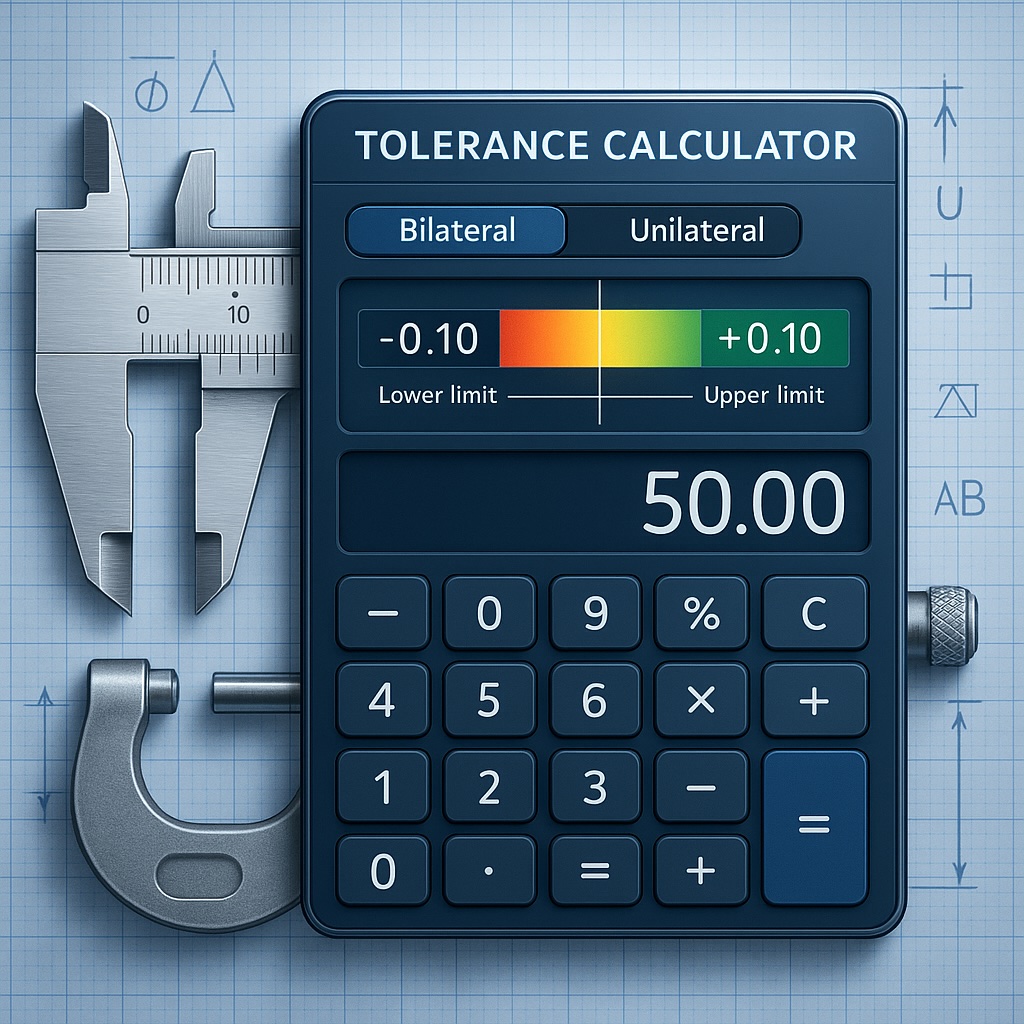 TOLERANCE CALCULATOR
Bilateral Unilateral
-0.10 +0.10
Lower limit Upper limit
50.00
0 10
− 0 9 % C
4 5 6 × +
1 2 3 − =
0 · = +
U
AB